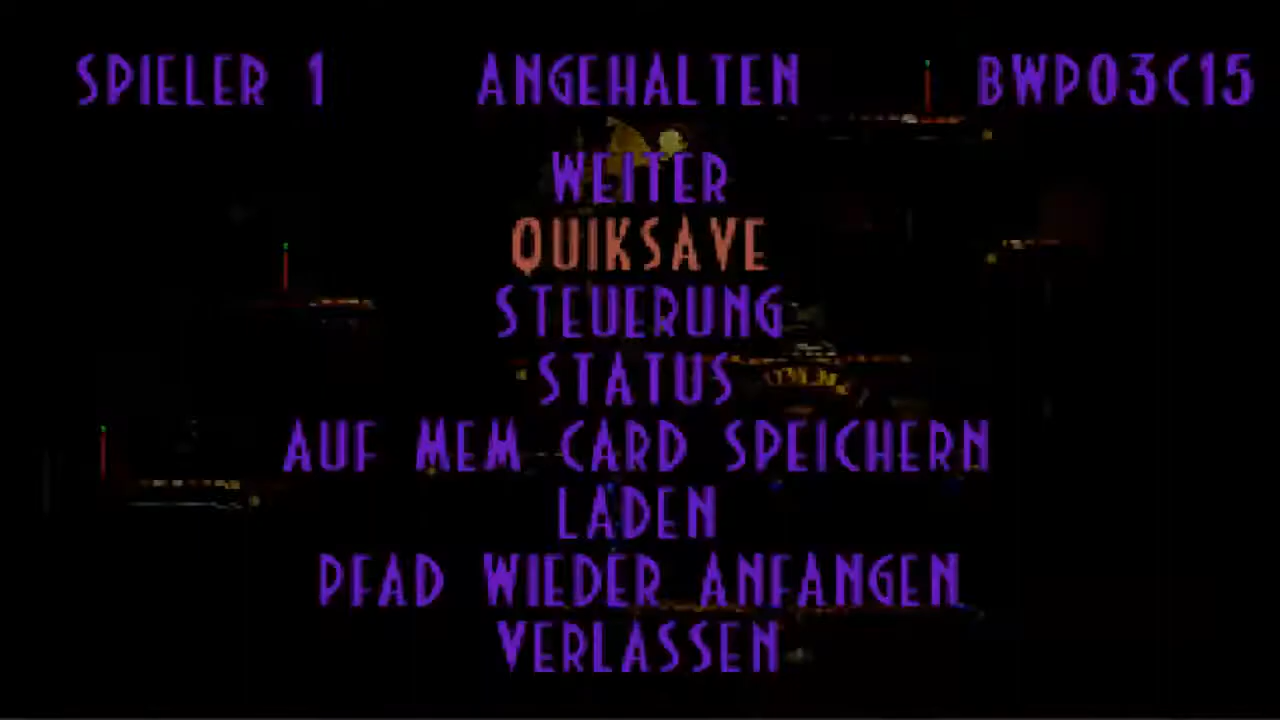 SPIELER 1 ANGEHALTEN BWP03C15
WEITER
QUIKSAVE
STEUERUNG
STATUS
AUF MEM CARD SPEICHERN
LADEN
PFAD WIEDER ANFANGEN
VERLASSEN